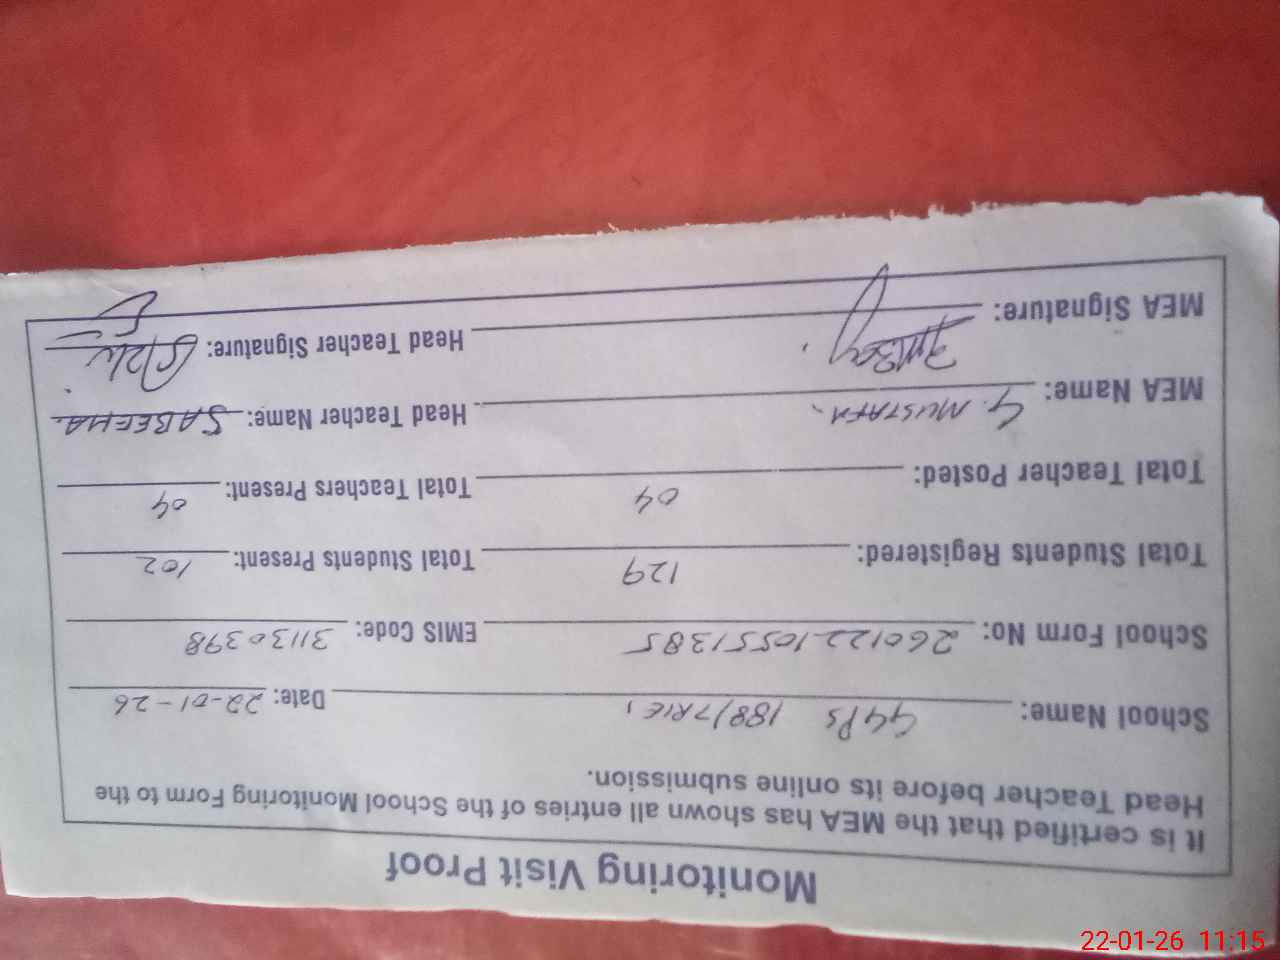 Monitoring Visit Proof
It is certified that the MEA has shown all entries of the School Monitoring Form to the
Head Teacher before its online submission.
School Name: GGPS 188/7RIE, Date: 22-01-26
School Form No: 26012210551385 EMIS Code: 31130398
Total Students Registered: 129 Total Students Present: 102
Total Teacher Posted: 04 Total Teachers Present: 04
MEA Name: G. MUSTAFA. Head Teacher Name: SABEEHA
MEA Signature: Head Teacher Signature:
22-01-26 11:15